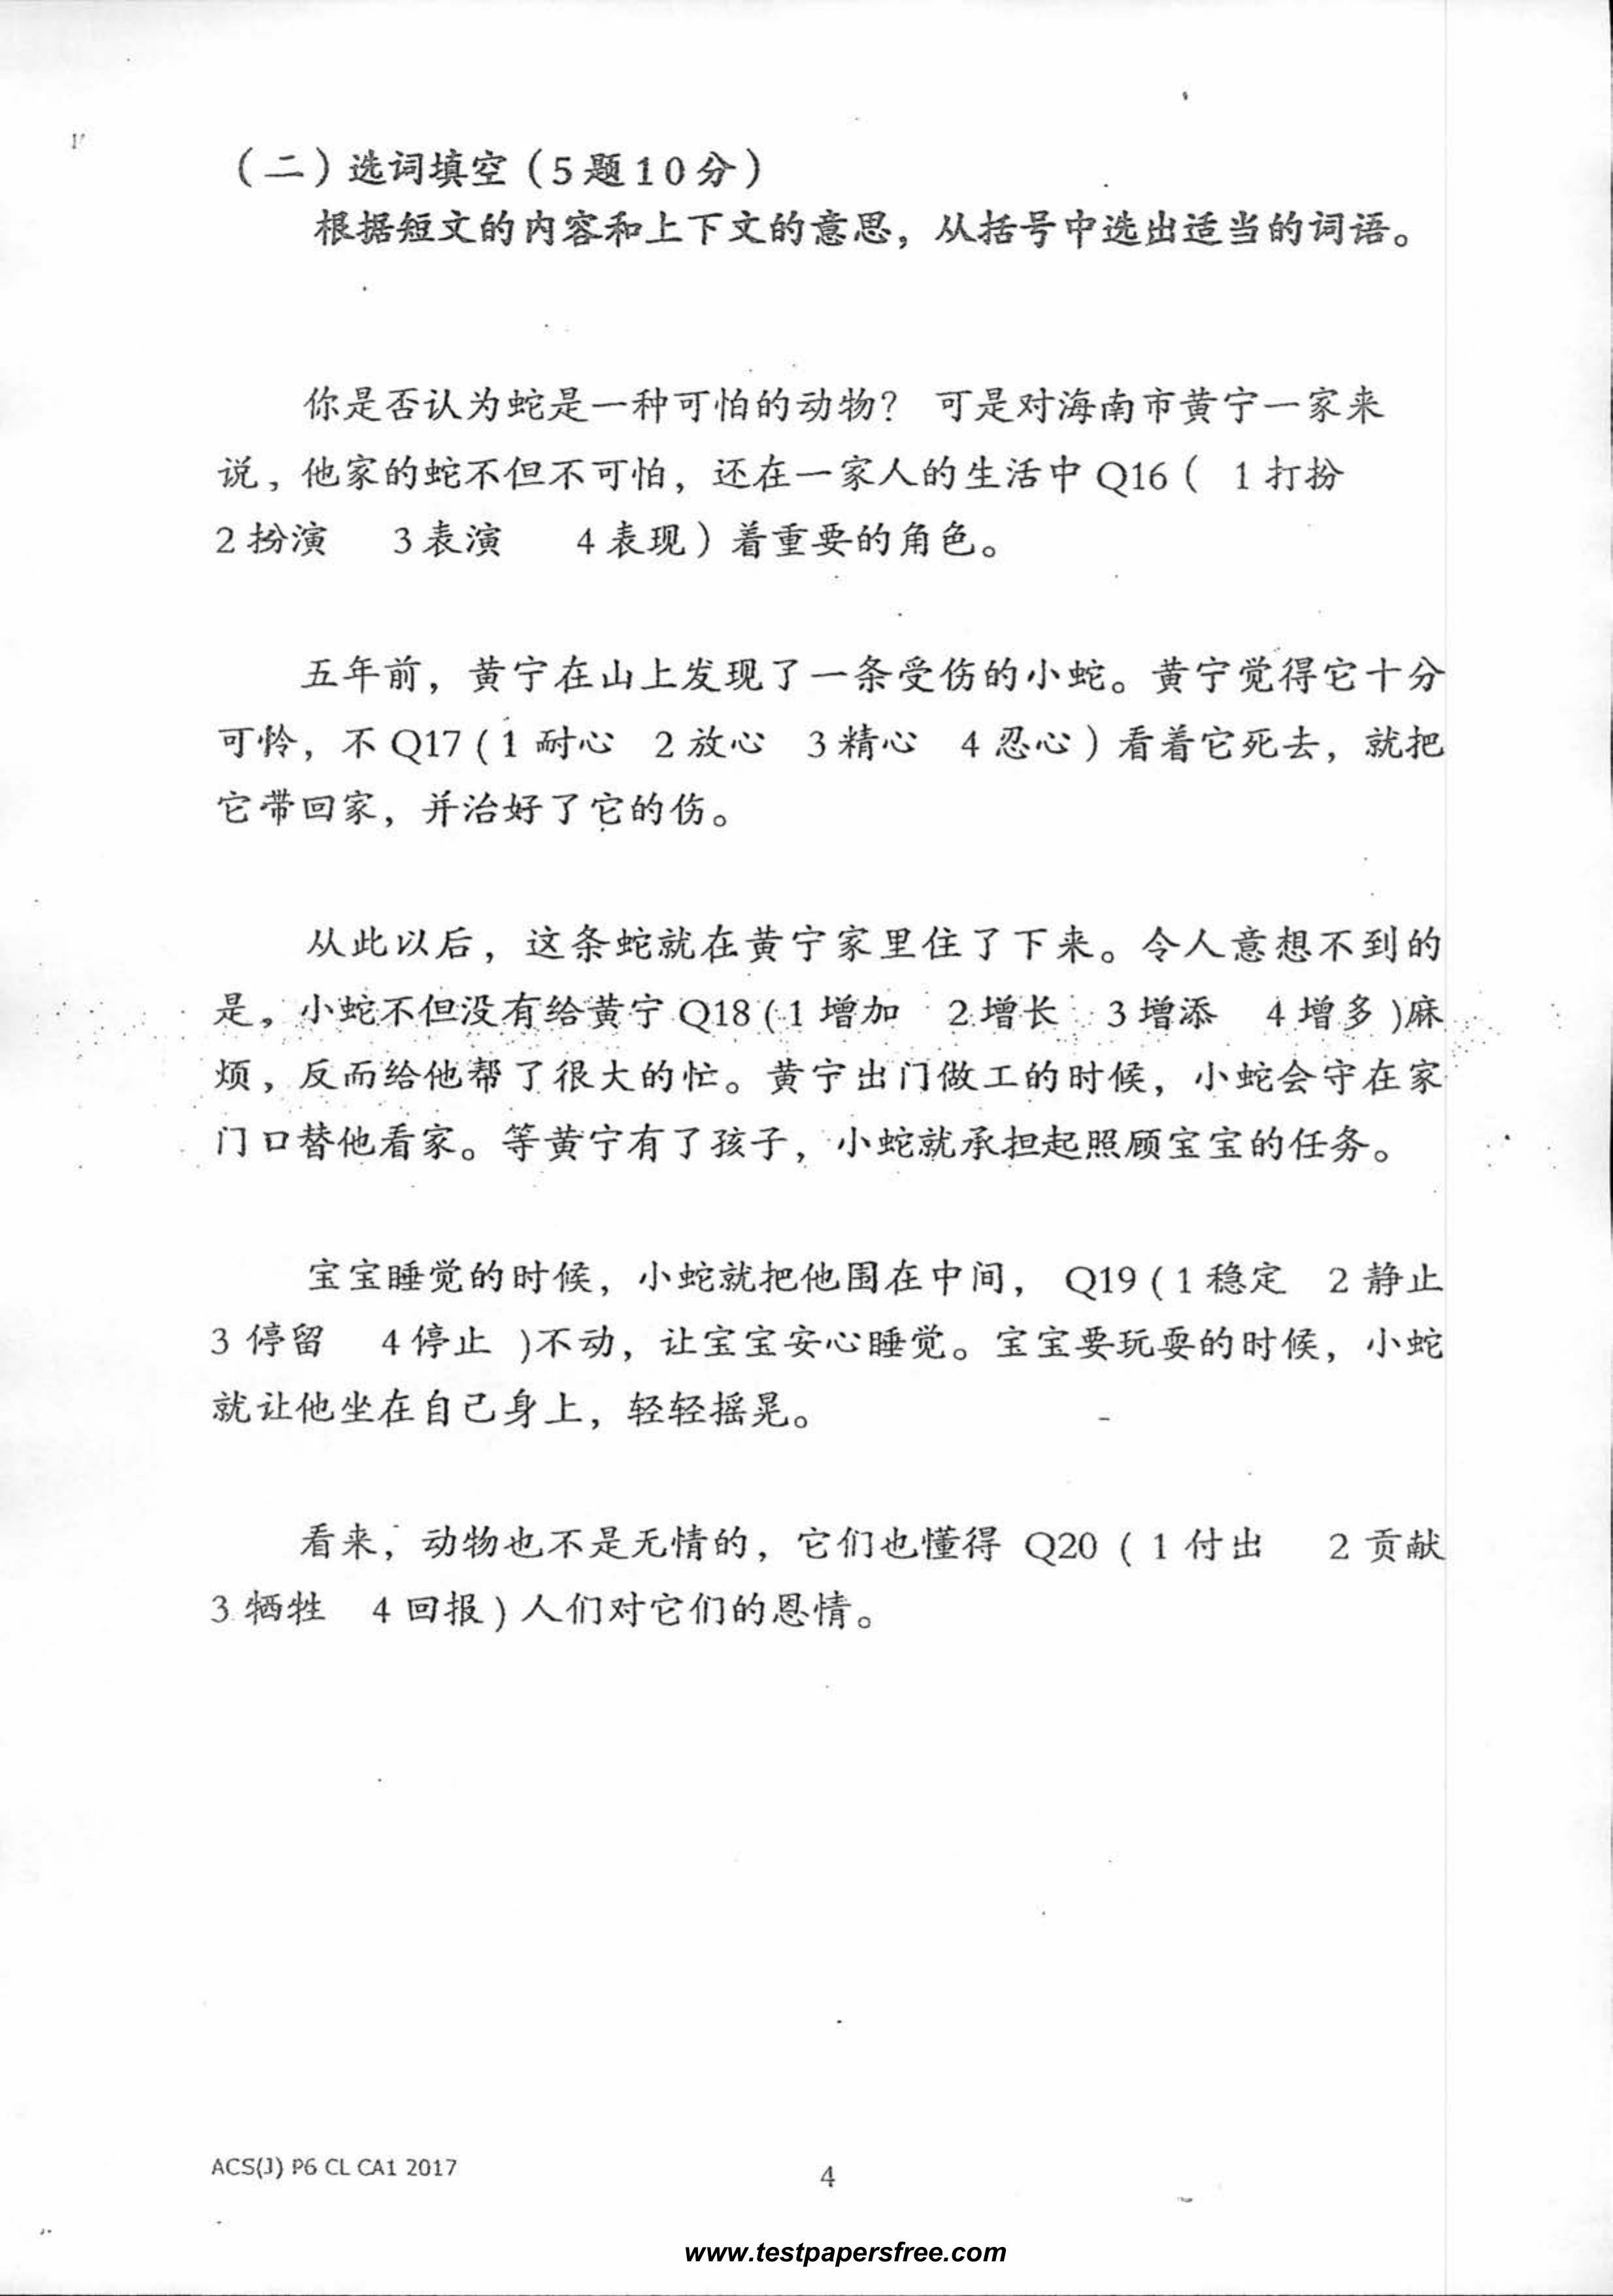 （二）选词填空（5题10分）
根据短文的内容和上下文的意思，从括号中选出适当的词语。
你是否认为蛇是一种可怕的动物？ 可是对海南市黄宁一家来
说，他家的蛇不但不可怕，还在一家人的生活中 Q16（ 1 打扮
2 扮演 3 表演 4 表现）着重要的角色。
五年前，黄宁在山上发现了一条受伤的小蛇。黄宁觉得它十分
可怜，不 Q17（1 耐心 2 放心 3 精心 4 忍心）看着它死去，就把
它带回家，并治好了它的伤。
从此以后，这条蛇就在黄宁家里住了下来。令人意想不到的
是，小蛇不但没有给黄宁 Q18（1 增加 2 增长 3 增添 4 增多）麻
烦，反而给他帮了很大的忙。黄宁出门做工的时候，小蛇会守在家
门口替他看家。等黄宁有了孩子，小蛇就承担起照顾宝宝的任务。
宝宝睡觉的时候，小蛇就把他围在中间， Q19（1 稳定 2 静止
3 停留 4 停止 ）不动，让宝宝安心睡觉。宝宝要玩耍的时候，小蛇
就让他坐在自己身上，轻轻摇晃。
看来，动物也不是无情的，它们也懂得 Q20（1 付出 2 贡献
3 牺牲 4 回报）人们对它们的恩情。
ACS(J) P6 CL CA1 2017
4
www.testpapersfree.com